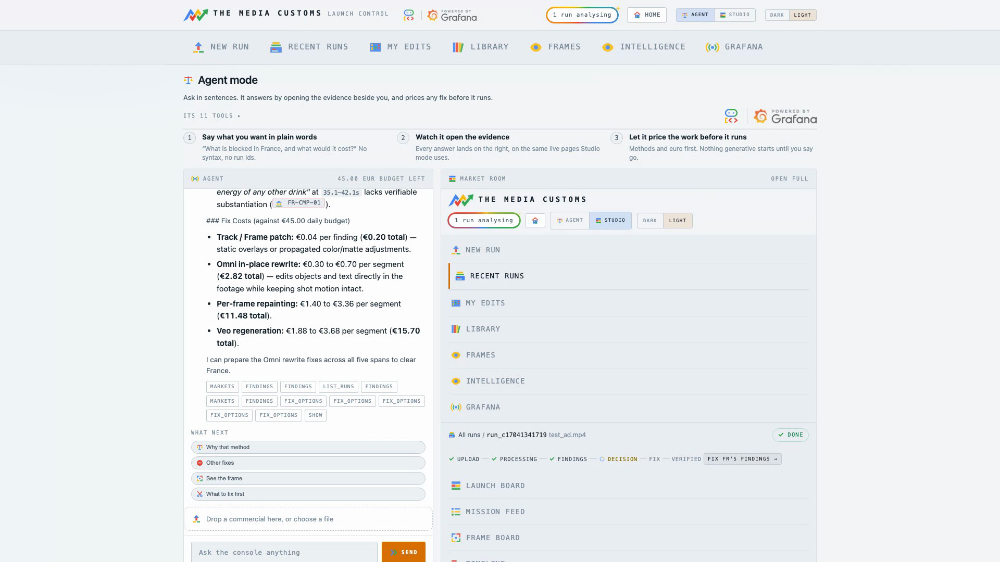 THE MEDIA CUSTOMS LAUNCH CONTROL
POWERED BY
Grafana
1 run analysing
HOME
AGENT
STUDIO
DARK
LIGHT
NEW RUN
RECENT RUNS
MY EDITS
LIBRARY
FRAMES
INTELLIGENCE
GRAFANA
Agent mode
Ask in sentences. It answers by opening the evidence beside you, and prices any fix before it runs.
ITS 11 TOOLS ▸
POWERED BY
Grafana
1
Say what you want in plain words
"What is blocked in France, and what would it cost?" No
syntax, no run ids.
2
Watch it open the evidence
Every answer lands on the right, on the same live pages Studio
mode uses.
3
Let it price the work before it runs
Methods and euro first. Nothing generative starts until you say
go.
AGENT
45.00 EUR BUDGET LEFT
energy of any other drink" at 35.1–42.1s lacks verifiable
substantiation ( FR-CMP-01 ).
### Fix Costs (against €45.00 daily budget)
• Track / Frame patch: €0.04 per finding (€0.20 total) —
static overlays or propagated color/matte adjustments.
• Omni in-place rewrite: €0.30 to €0.70 per segment
(€2.82 total) — edits objects and text directly in the
footage while keeping shot motion intact.
• Per-frame repainting: €1.40 to €3.36 per segment
(€11.48 total).
• Veo regeneration: €1.88 to €3.68 per segment (€15.70
total).
I can prepare the Omni rewrite fixes across all five spans to clear
France.
MARKETS FINDINGS FINDINGS LIST_RUNS FINDINGS
MARKETS FINDINGS FIX_OPTIONS FIX_OPTIONS FIX_OPTIONS
FIX_OPTIONS FIX_OPTIONS SHOW
WHAT NEXT
Why that method
Other fixes
See the frame
What to fix first
Drop a commercial here, or choose a file
Ask the console anything
SEND
MARKET ROOM
OPEN FULL
THE MEDIA CUSTOMS
1 run analysing
AGENT
STUDIO
DARK
LIGHT
NEW RUN
RECENT RUNS
MY EDITS
LIBRARY
FRAMES
INTELLIGENCE
GRAFANA
All runs / run_c17041341719 test_ad.mp4
DONE
UPLOAD — PROCESSING — FINDINGS — DECISION — FIX — VERIFIED FIX FR'S FINDINGS →
LAUNCH BOARD
MISSION FEED
FRAME BOARD
TIMELINE